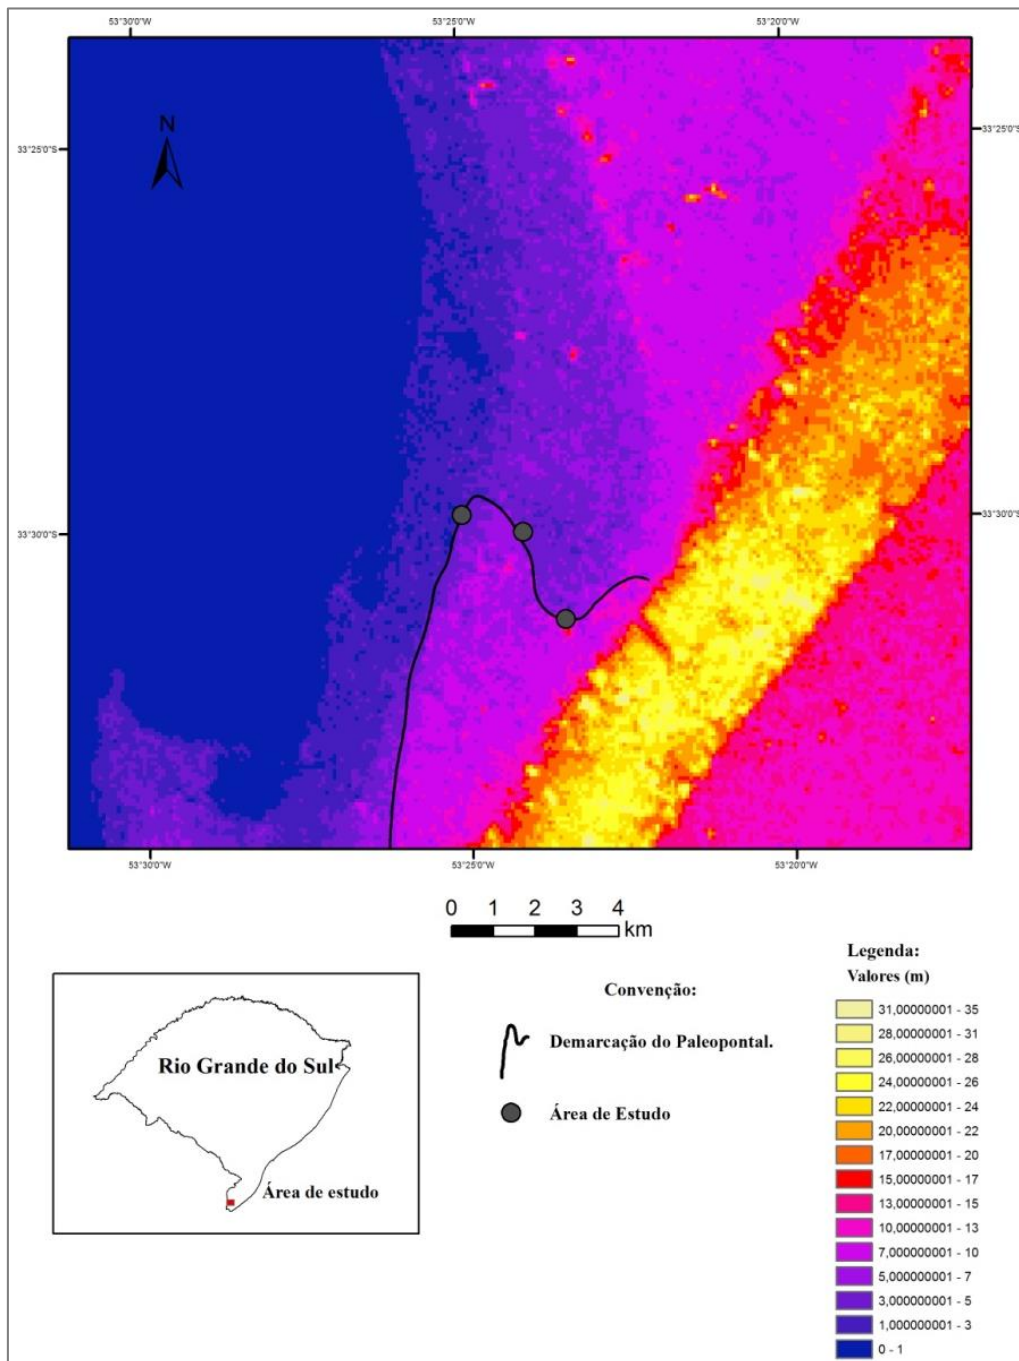 53°30'0"W 53°25'0"W 53°20'0"W
N
33°25'0"S
33°25'0"S
33°30'0"S
33°30'0"S
53°30'0"W 53°25'0"W 53°20'0"W
0 1 2 3 4
km
Rio Grande do Sul
Área de estudo
Convenção:
Demarcação do Paleopontal.
Área de Estudo
Legenda:
Valores (m)
31,00000001 - 35
28,00000001 - 31
26,00000001 - 28
24,00000001 - 26
22,00000001 - 24
20,00000001 - 22
17,00000001 - 20
15,00000001 - 17
13,00000001 - 15
10,00000001 - 13
7,000000001 - 10
5,000000001 - 7
3,000000001 - 5
1,000000001 - 3
0 - 1